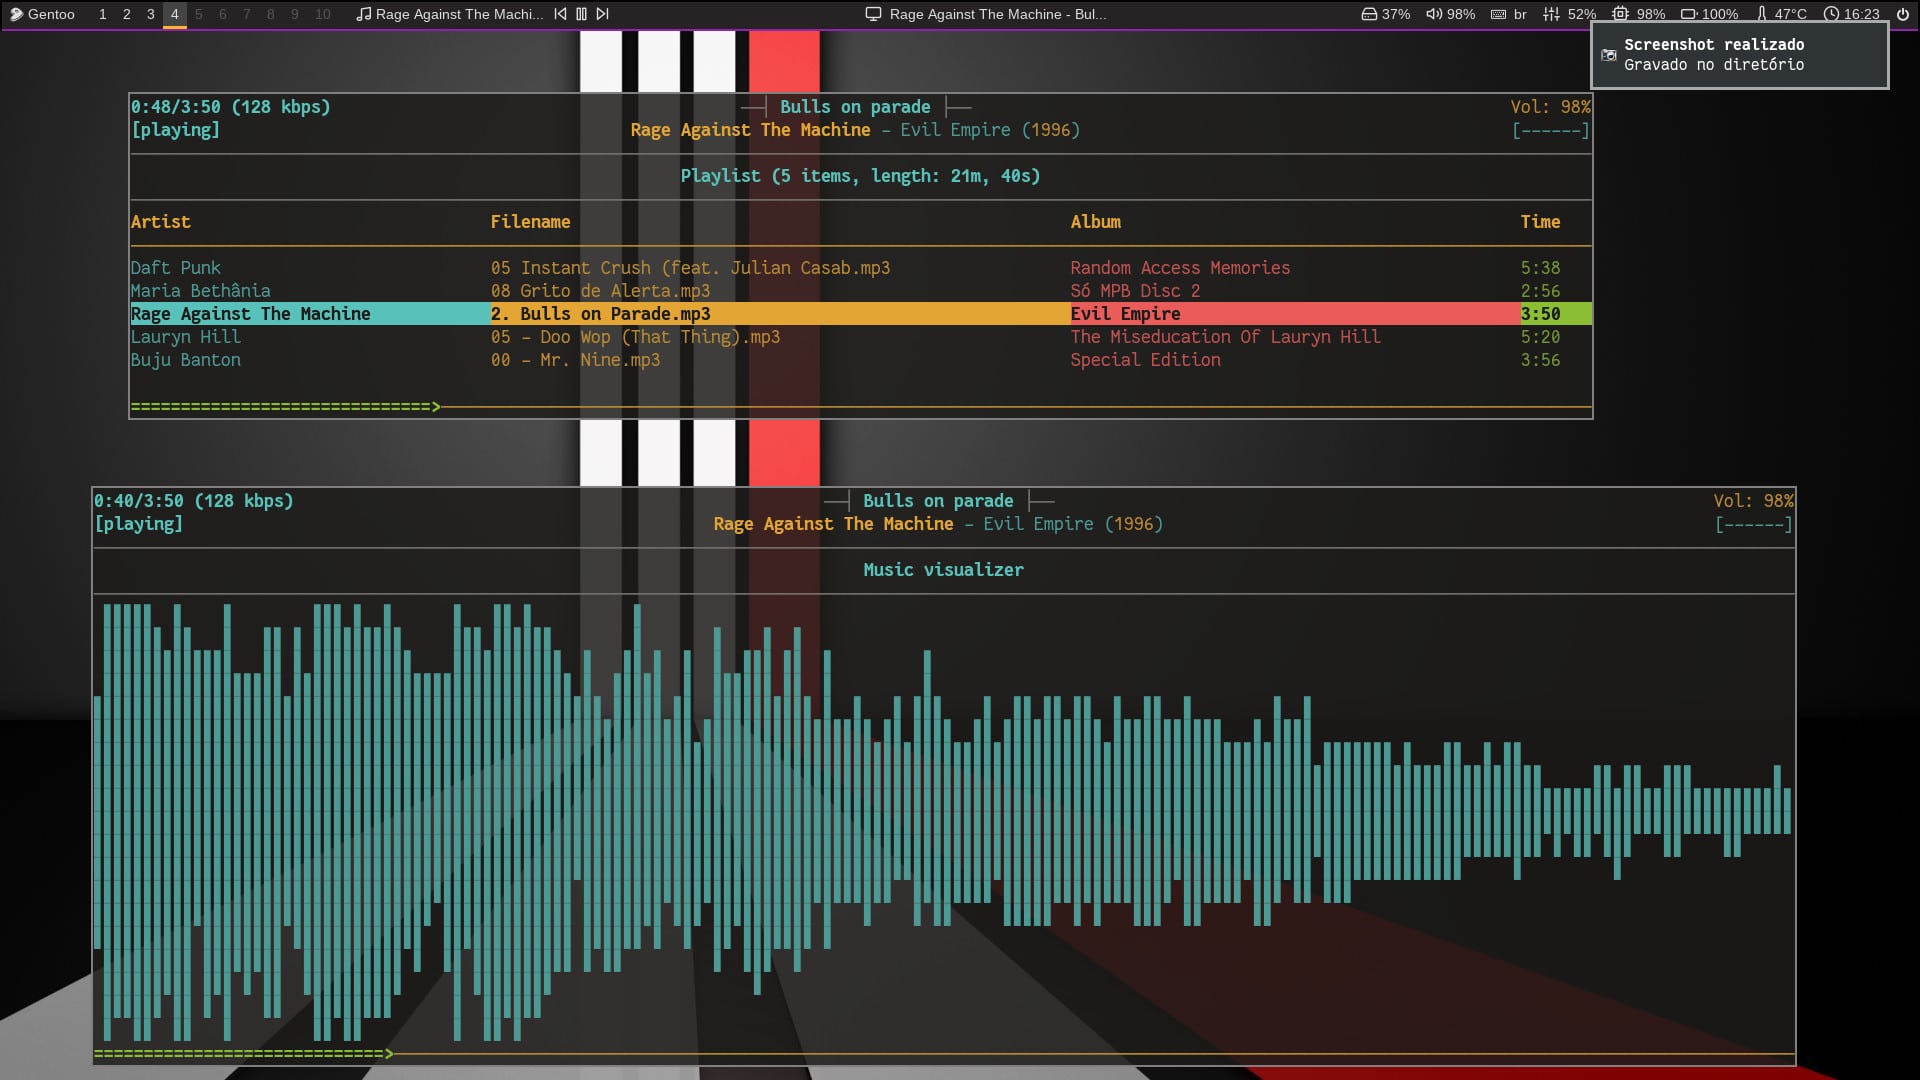 Gentoo 1 2 3 4 5 6 7 8 9 10 Rage Against The Machi... Rage Against The Machine - Bul... 37% 98% br 52% 98% 100% 47°C 16:23
Screenshot realizado
Gravado no diretório
0:48/3:50 (128 kbps) Bulls on parade Vol: 98%
[playing] Rage Against The Machine – Evil Empire (1996) [------]
Playlist (5 items, length: 21m, 40s)
Artist Filename Album Time
Daft Punk 05 Instant Crush (feat. Julian Casab.mp3 Random Access Memories 5:38
Maria Bethânia 08 Grito de Alerta.mp3 Só MPB Disc 2 2:56
Rage Against The Machine 2. Bulls on Parade.mp3 Evil Empire 3:50
Lauryn Hill 05 – Doo Wop (That Thing).mp3 The Miseducation Of Lauryn Hill 5:20
Buju Banton 00 – Mr. Nine.mp3 Special Edition 3:56
0:40/3:50 (128 kbps) Bulls on parade Vol: 98%
[playing] Rage Against The Machine – Evil Empire (1996) [------]
Music visualizer